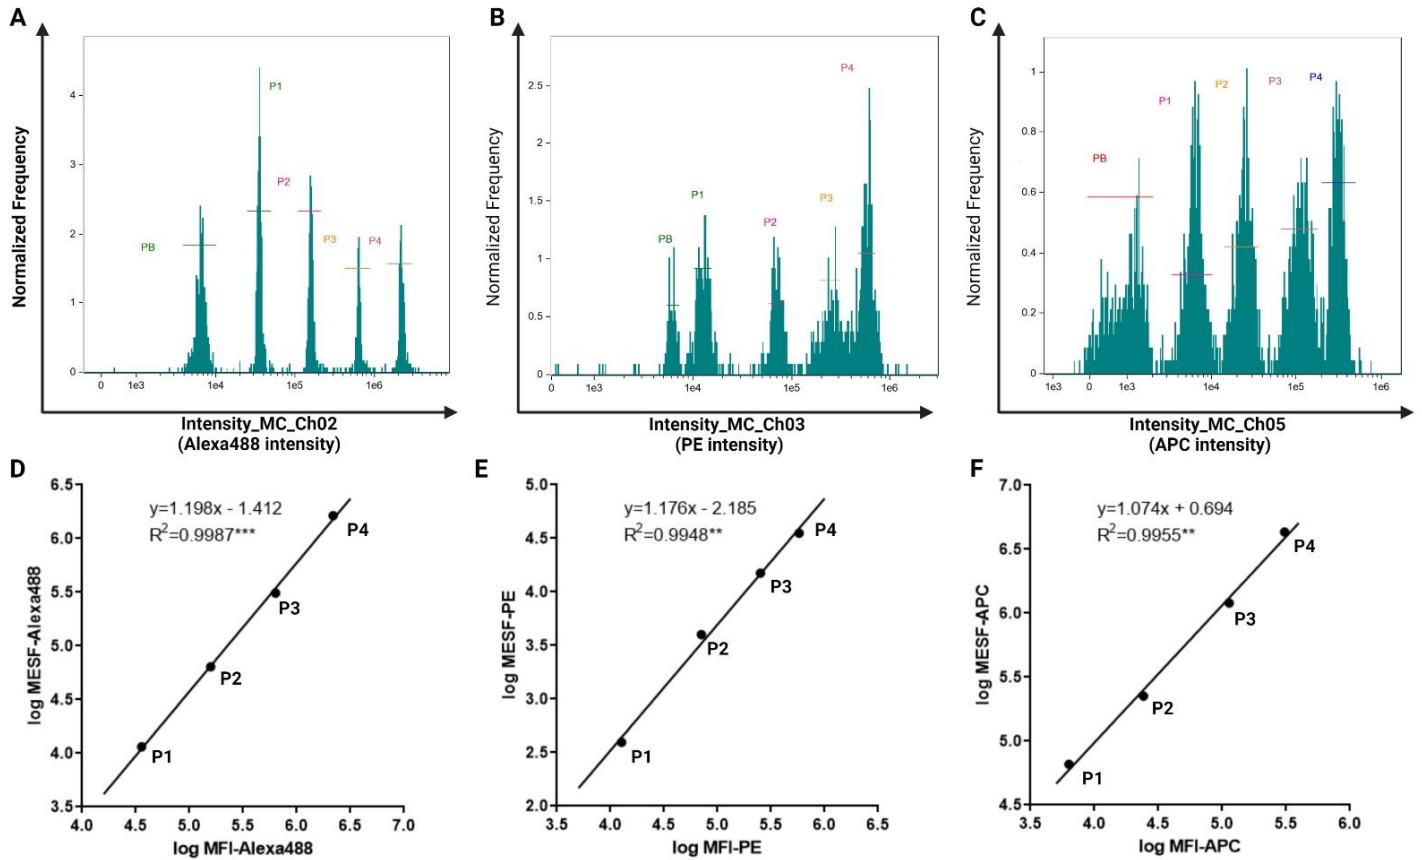 A
Normalized Frequency
4
3
2
1
0
PB
P1
P2
P3
P4
0 1e3 1e4 1e5 1e6
Intensity_MC_Ch02
(Alexa488 intensity)
B
Normalized Frequency
2.5
2
1.5
1
0.5
0
PB
P1
P2
P3
P4
0 1e3 1e4 1e5 1e6
Intensity_MC_Ch03
(PE intensity)
C
Normalized Frequency
1
0.8
0.6
0.4
0.2
0
PB
P1
P2
P3
P4
1e3 0 1e3 1e4 1e5 1e6
Intensity_MC_Ch05
(APC intensity)
D
log MESF-Alexa488
6.5
6.0
5.5
5.0
4.5
4.0
3.5
y=1.198x - 1.412
R²=0.9987***
P4
P3
P2
P1
4.0 4.5 5.0 5.5 6.0 6.5 7.0
log MFI-Alexa488
E
log MESF-PE
5.0
4.5
4.0
3.5
3.0
2.5
2.0
y=1.176x - 2.185
R²=0.9948**
P4
P3
P2
P1
3.5 4.0 4.5 5.0 5.5 6.0 6.5
log MFI-PE
F
log MESF-APC
7.0
6.5
6.0
5.5
5.0
4.5
y=1.074x + 0.694
R²=0.9955**
P4
P3
P2
P1
3.5 4.0 4.5 5.0 5.5 6.0
log MFI-APC